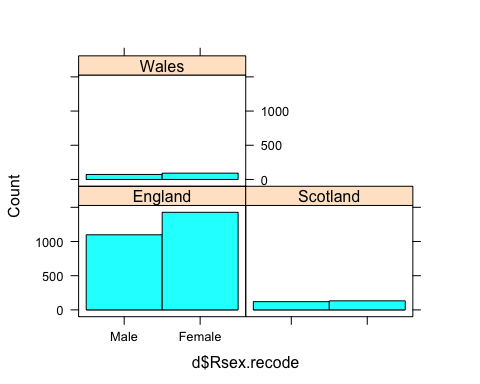 Wales
1000
500
0
Count
England
Scotland
1000
500
0
Male
Female
d$Rsex.recode